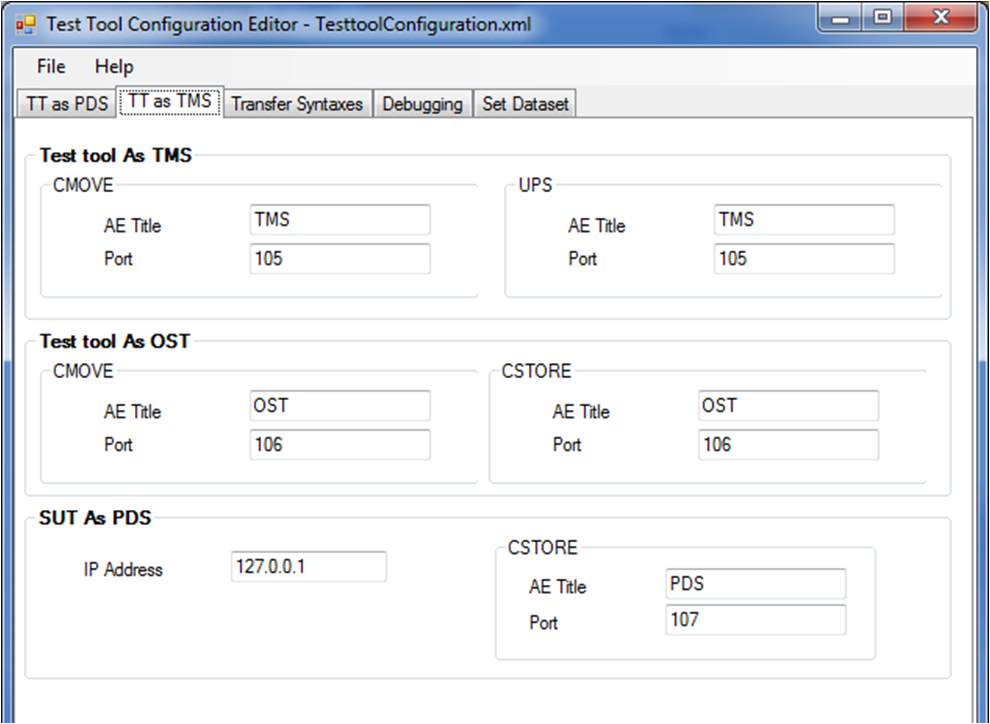 Test Tool Configuration Editor - TesttoolConfiguration.xml
File Help
TT as PDS TT as TMS Transfer Syntaxes Debugging Set Dataset
Test tool As TMS
CMOVE UPS
AE Title TMS AE Title TMS
Port 105 Port 105
Test tool As OST
CMOVE CSTORE
AE Title OST AE Title OST
Port 106 Port 106
SUT As PDS
CSTORE
IP Address 127.0.0.1
AE Title PDS
Port 107